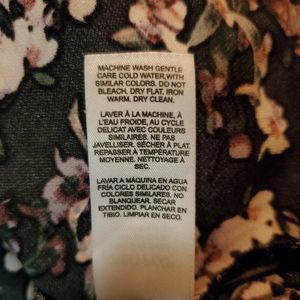 MACHINE WASH GENTLE
CARE COLD WATER,WITH
SIMILAR COLORS. DO NOT
BLEACH. DRY FLAT. IRON
WARM. DRY CLEAN.
LAVER À LA MACHINE, À
L'EAU FROIDE, AU CYCLE
DELICAT AVEC COULEURS
SIMILAIRES. NE PAS
JAVELLISER. SÉCHER À PLAT.
REPASSER À TEMPÉRATURE
MOYENNE. NETTOYAGE À
SEC.
LAVAR A MÁQUINA EN AGUA
FRÍA CICLO DELICADO CON
COLORES SIMILARES. NO
BLANQUEAR. SECAR
EXTENDIDO. PLANCHAR EN
TIBIO. LIMPIAR EN SECO.